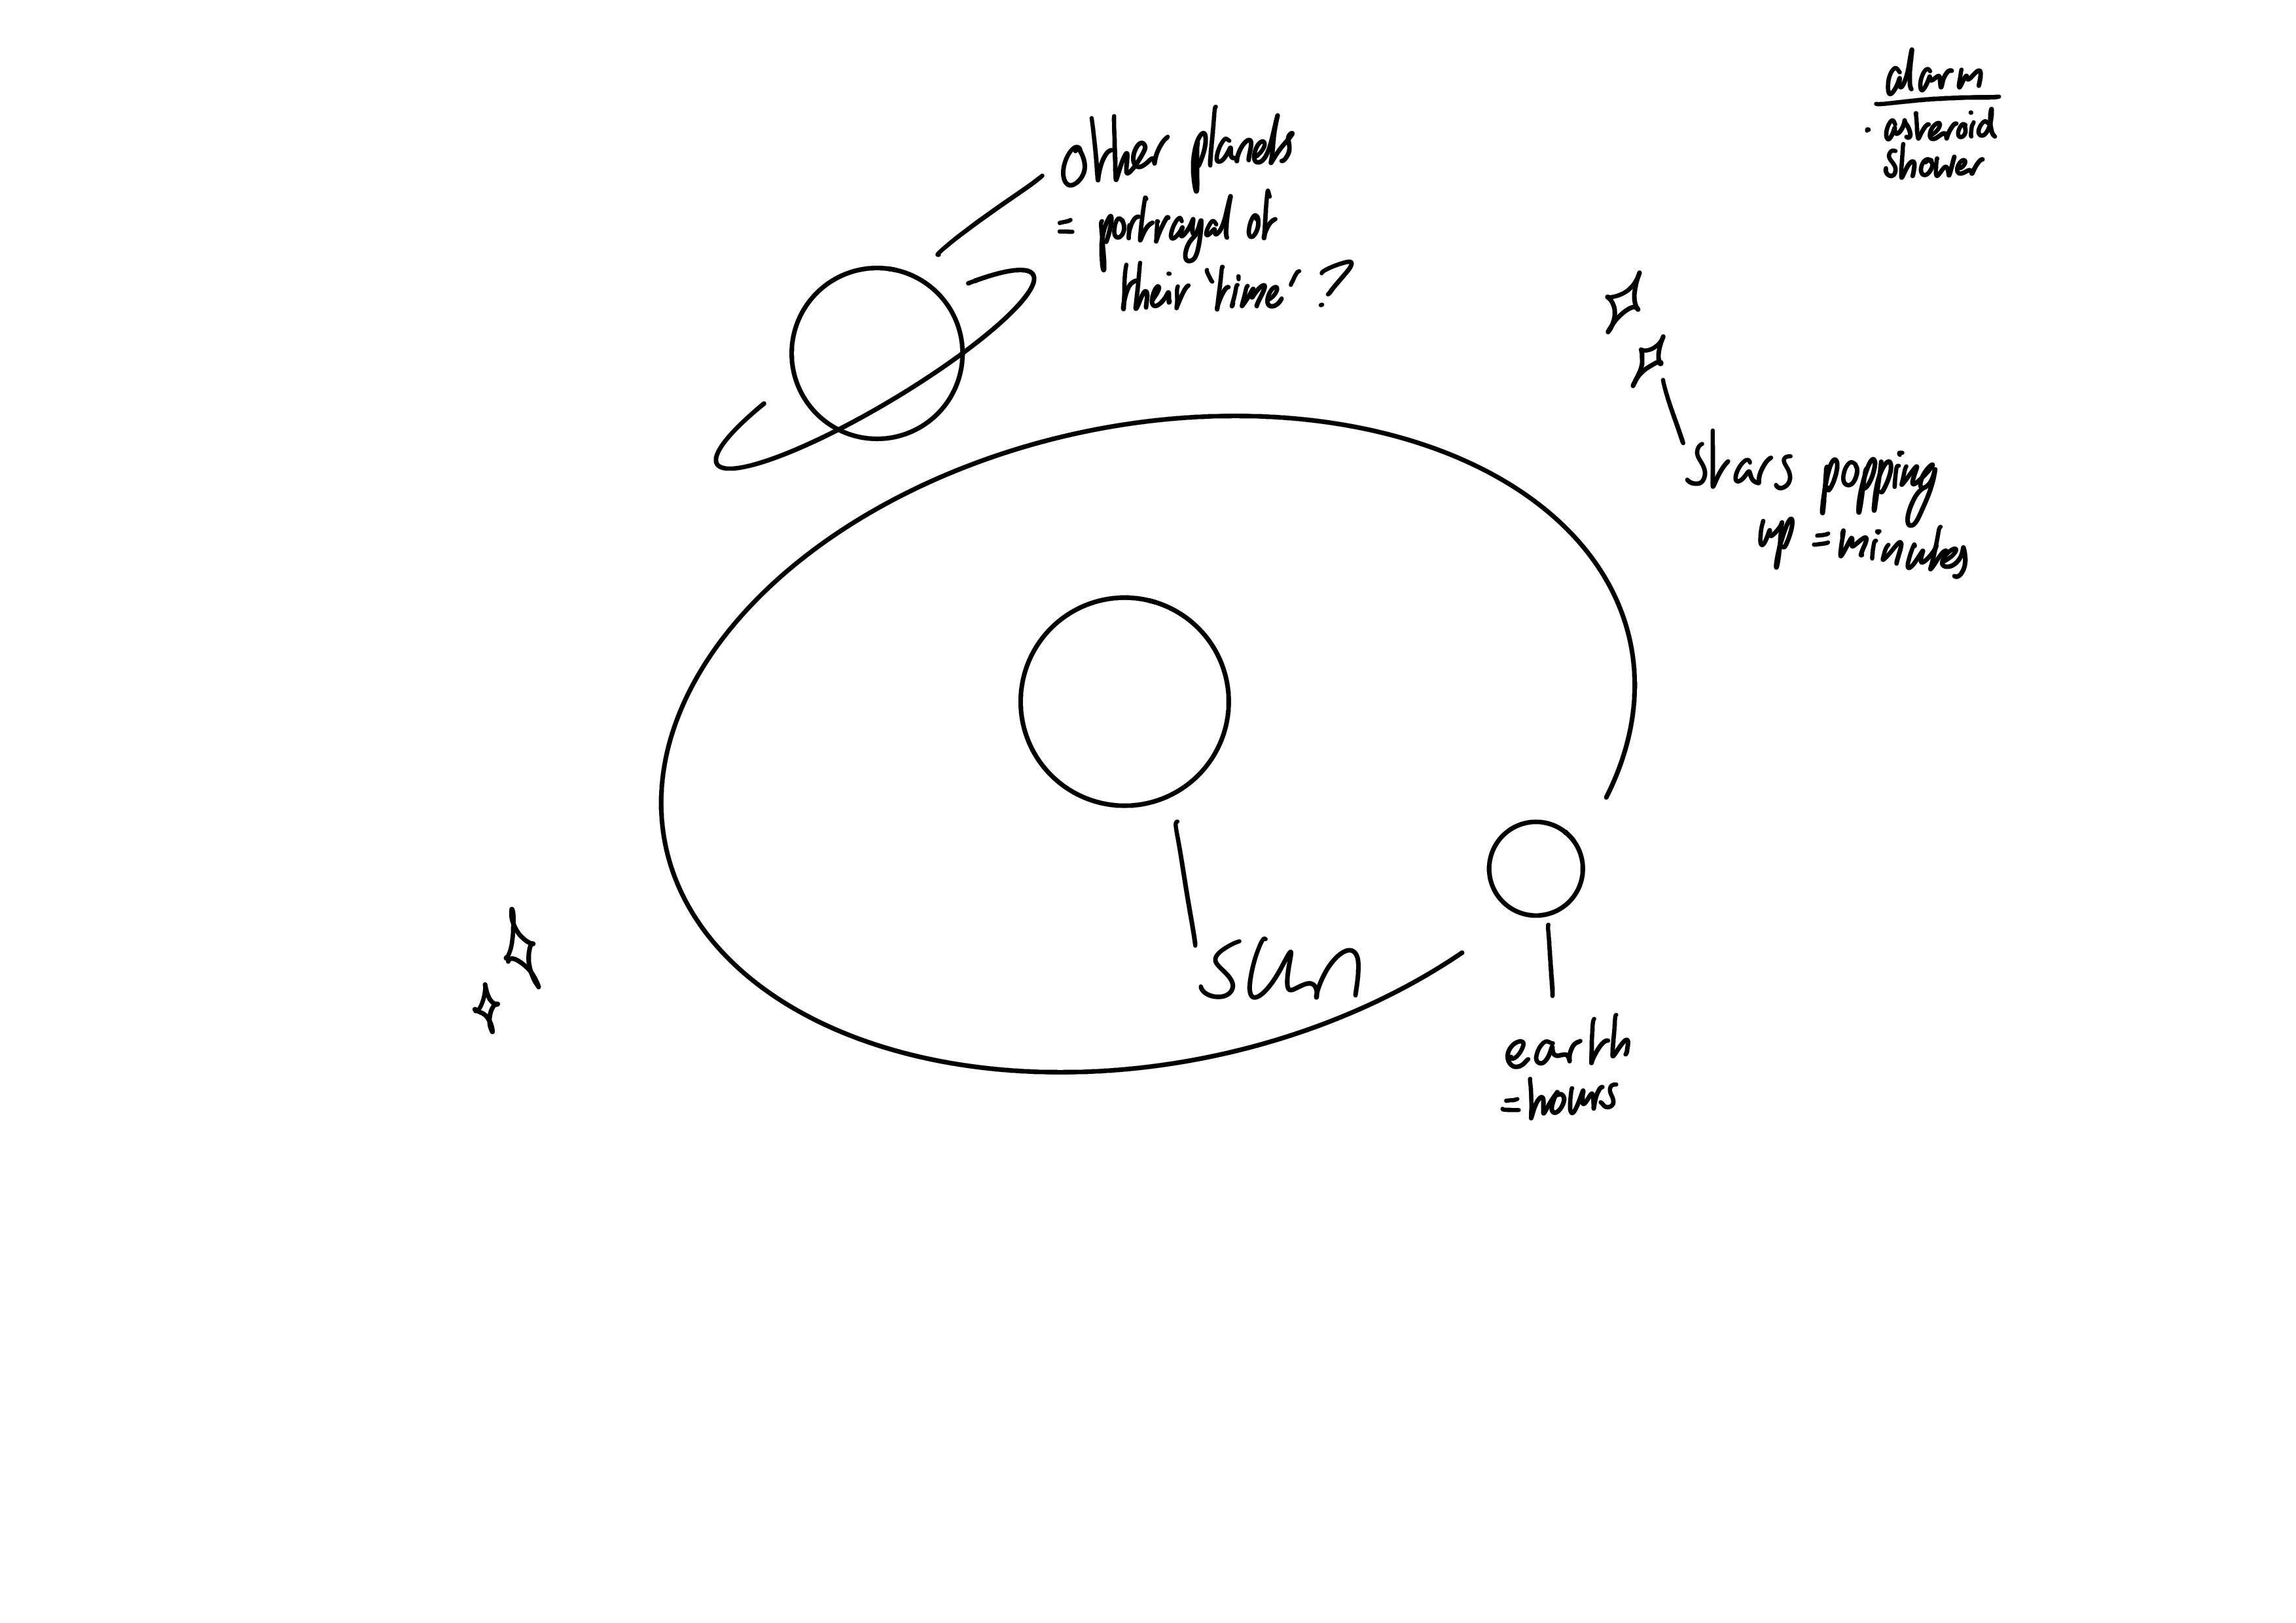 alarm
· asteroid
shower
other planets
= portrayal of
their "time" ?
stars popping
up = minutes
sun
earth
= hours